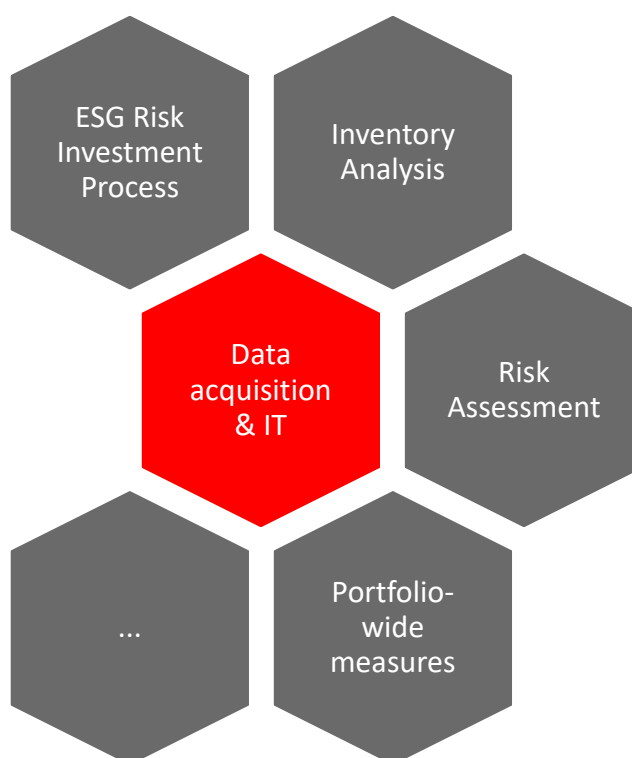 ESG Risk
Investment
Process
Inventory
Analysis
Data
acquisition
& IT
Risk
Assessment
...
Portfolio-
wide
measures